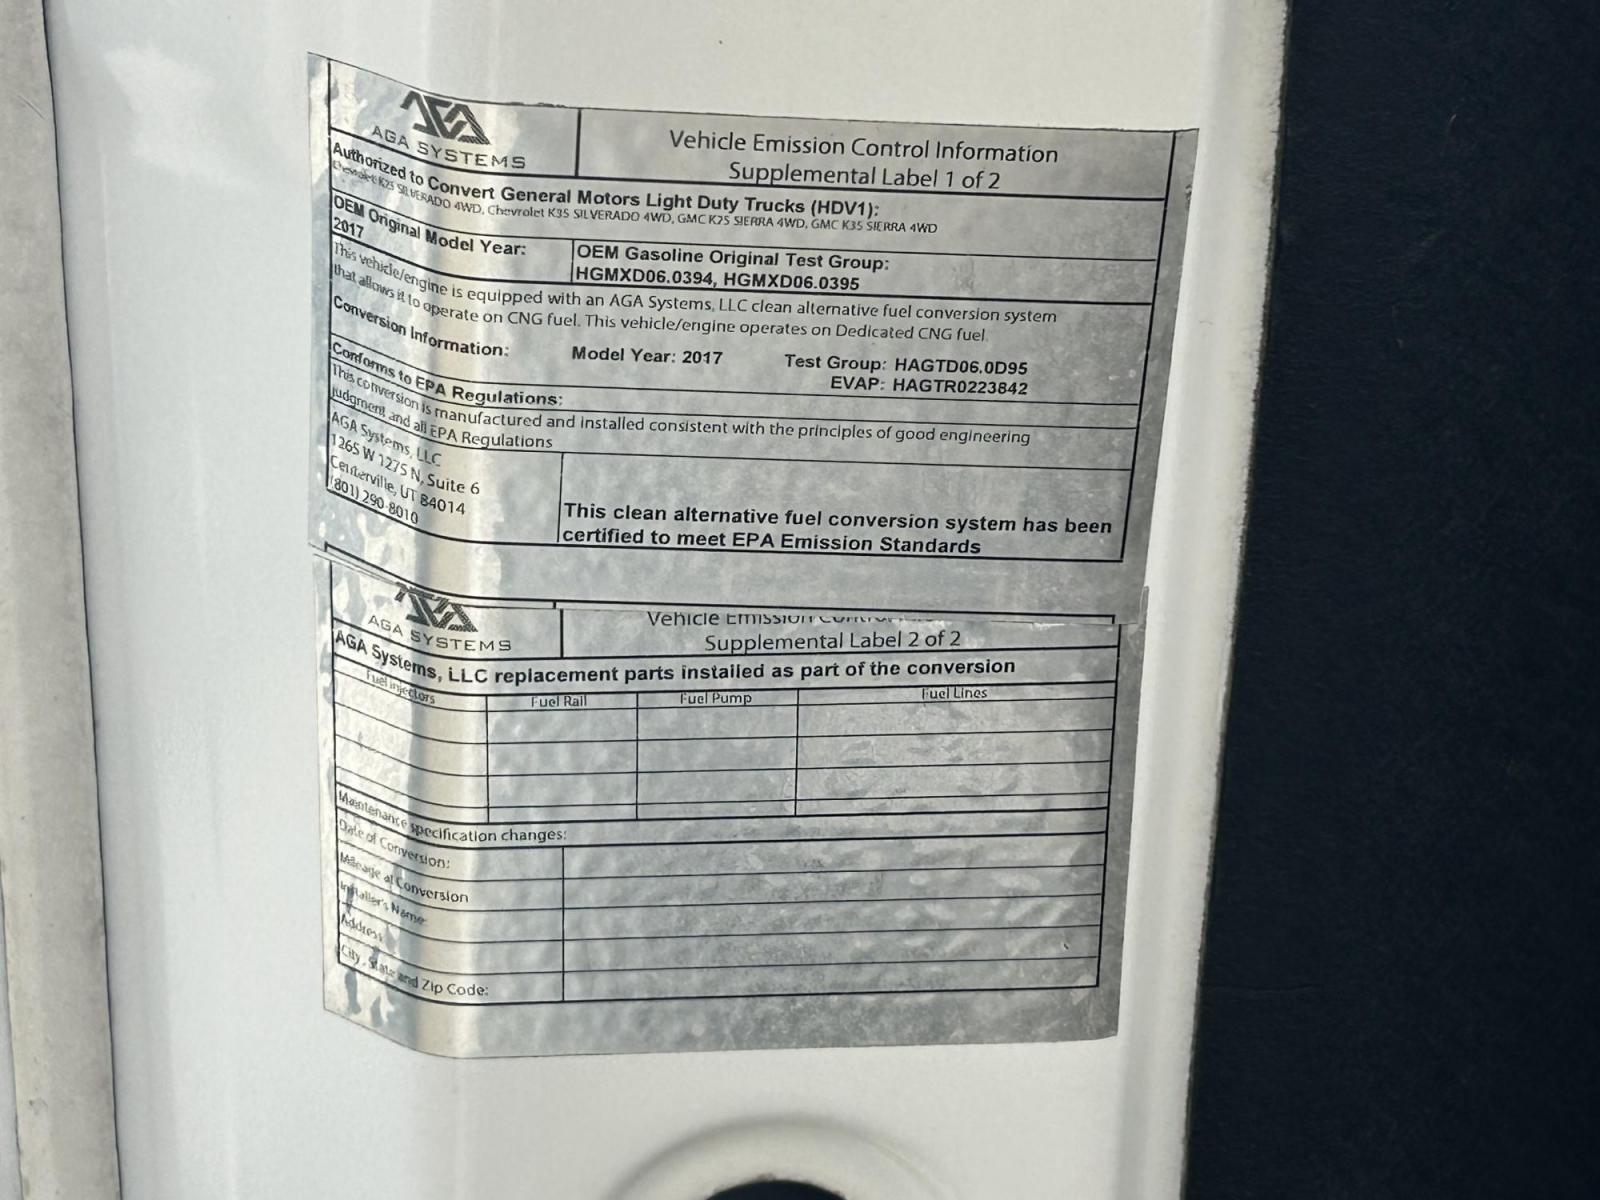 AGA SYSTEMS
Vehicle Emission Control Information
Supplemental Label 1 of 2
Authorized to Convert General Motors Light Duty Trucks (HDV1):
Chevrolet K25 SILVERADO 4WD, Chevrolet K35 SILVERADO 4WD, GMC K25 SIERRA 4WD, GMC K35 SIERRA 4WD
OEM Original Model Year:
2017
OEM Gasoline Original Test Group:
HGMXD06.0394, HGMXD06.0395
This vehicle/engine is equipped with an AGA Systems, LLC clean alternative fuel conversion system
that allows it to operate on CNG fuel. This vehicle/engine operates on Dedicated CNG fuel.
Conversion Information: Model Year: 2017 Test Group: HAGTD06.0D95
EVAP: HAGTR0223842
Conforms to EPA Regulations:
This conversion is manufactured and installed consistent with the principles of good engineering
judgment and all EPA Regulations
AGA Systems, LLC
1265 W 1275 N, Suite 6
Centerville, UT 84014
(801) 290-8010
This clean alternative fuel conversion system has been
certified to meet EPA Emission Standards
AGA SYSTEMS
Vehicle Emission Control
Supplemental Label 2 of 2
AGA Systems, LLC replacement parts installed as part of the conversion
Fuel Injectors Fuel Rail Fuel Pump Fuel Lines
Maintenance specification changes:
Date of Conversion:
Mileage at Conversion
Installer's Name
Address
City, State and Zip Code: